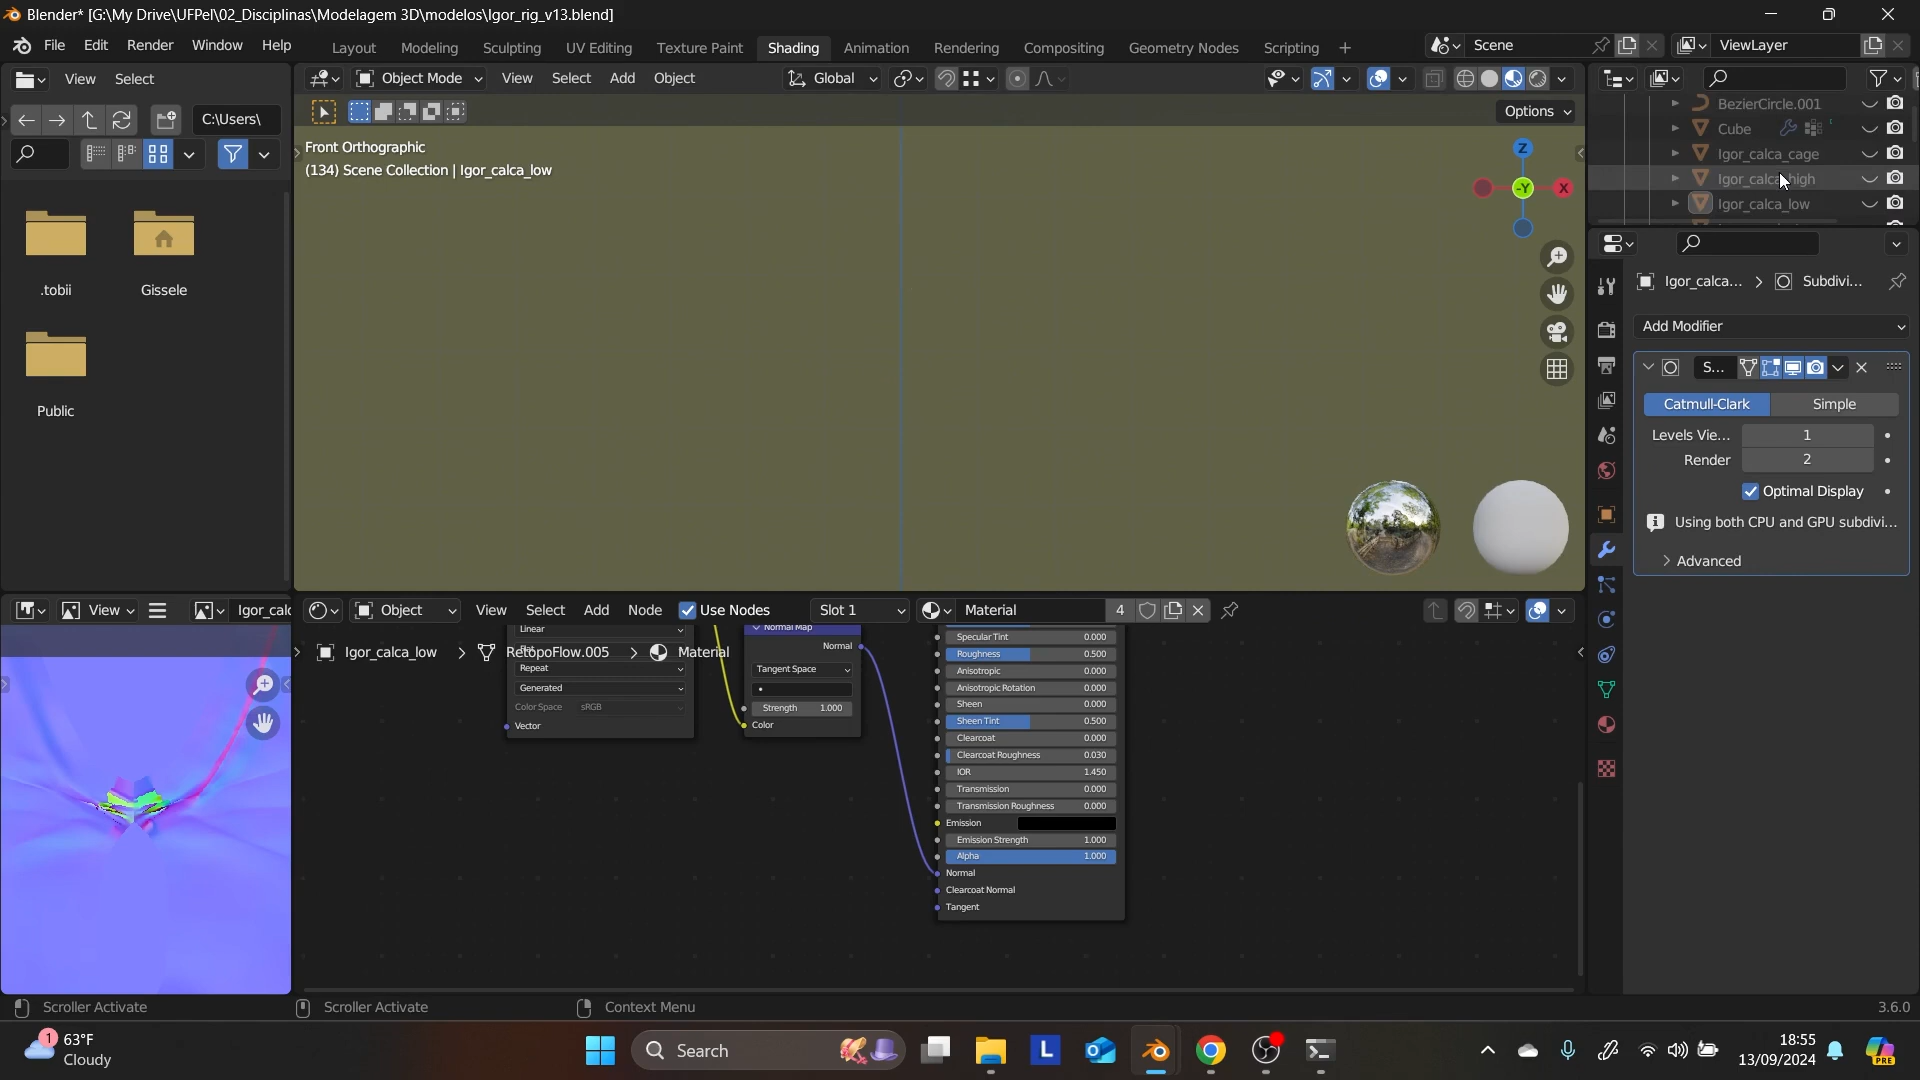 Blender* [G:\My Drive\UFPel\02_Disciplinas\Modelagem 3D\modelos\Igor_rig_v13.blend]
File Edit Render Window Help Layout Modeling Sculpting UV Editing Texture Paint Shading Animation Rendering Compositing Geometry Nodes Scripting + Scene ViewLayer
View Select Object Mode View Select Add Object Global
C:\Users\ Options
.tobii
Gissele
Public
Front Orthographic
(134) Scene Collection | Igor_calca_low
Z
-Y
X
BezierCircle.001
Cube
Igor_calca_cage
Igor_calca_high
Igor_calca_low
Igor_calca... > Subdivi...
Add Modifier
S...
Catmull-Clark Simple
Levels Vie... 1
Render 2
Optimal Display
Using both CPU and GPU subdivi...
> Advanced
View Igor_calc Object View Select Add Node Use Nodes Slot 1 Material 4
Igor_calca_low > RetopoFlow.005 > Material
Linear
Repeat
Generated
Color Space sRGB
Vector
Normal Map
Normal
Tangent Space
Strength 1.000
Color
Specular Tint 0.000
Roughness 0.500
Anisotropic 0.000
Anisotropic Rotation 0.000
Sheen 0.000
Sheen Tint 0.500
Clearcoat 0.000
Clearcoat Roughness 0.030
IOR 1.450
Transmission 0.000
Transmission Roughness 0.000
Emission
Emission Strength 1.000
Alpha 1.000
Normal
Clearcoat Normal
Tangent
Scroller Activate Scroller Activate Context Menu 3.6.0
1
63°F
Cloudy
Search
L
18:55
13/09/2024
PRE